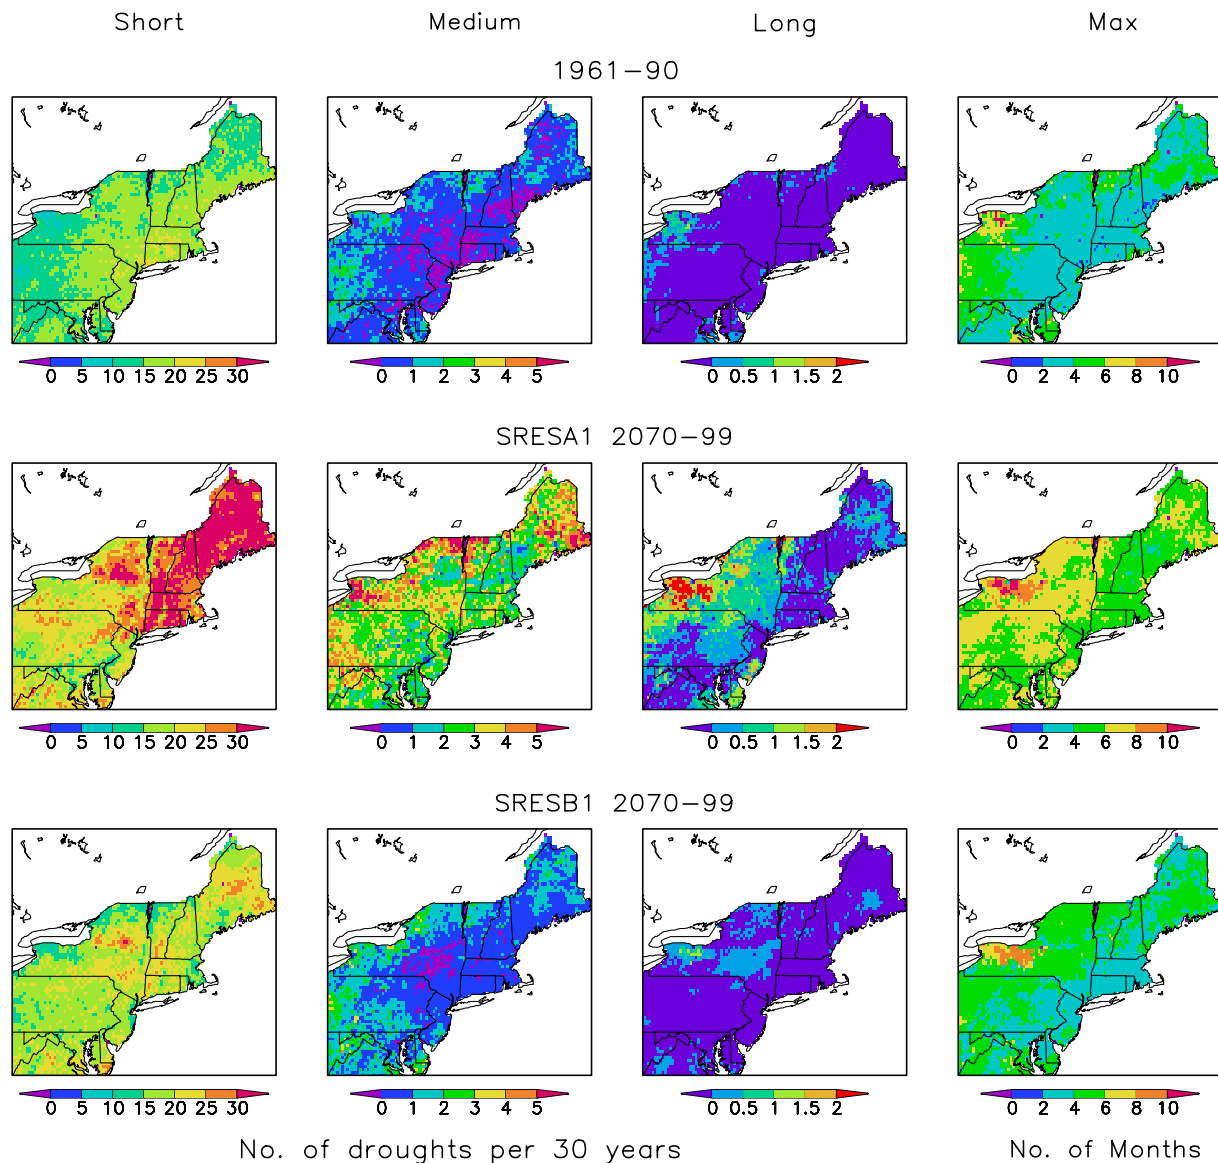 Short Medium Long Max
1961-90
0 5 10 15 20 25 30 0 1 2 3 4 5 0 0.5 1 1.5 2 0 2 4 6 8 10
SRESA1 2070-99
0 5 10 15 20 25 30 0 1 2 3 4 5 0 0.5 1 1.5 2 0 2 4 6 8 10
SRESB1 2070-99
0 5 10 15 20 25 30 0 1 2 3 4 5 0 0.5 1 1.5 2 0 2 4 6 8 10
No. of droughts per 30 years No. of Months